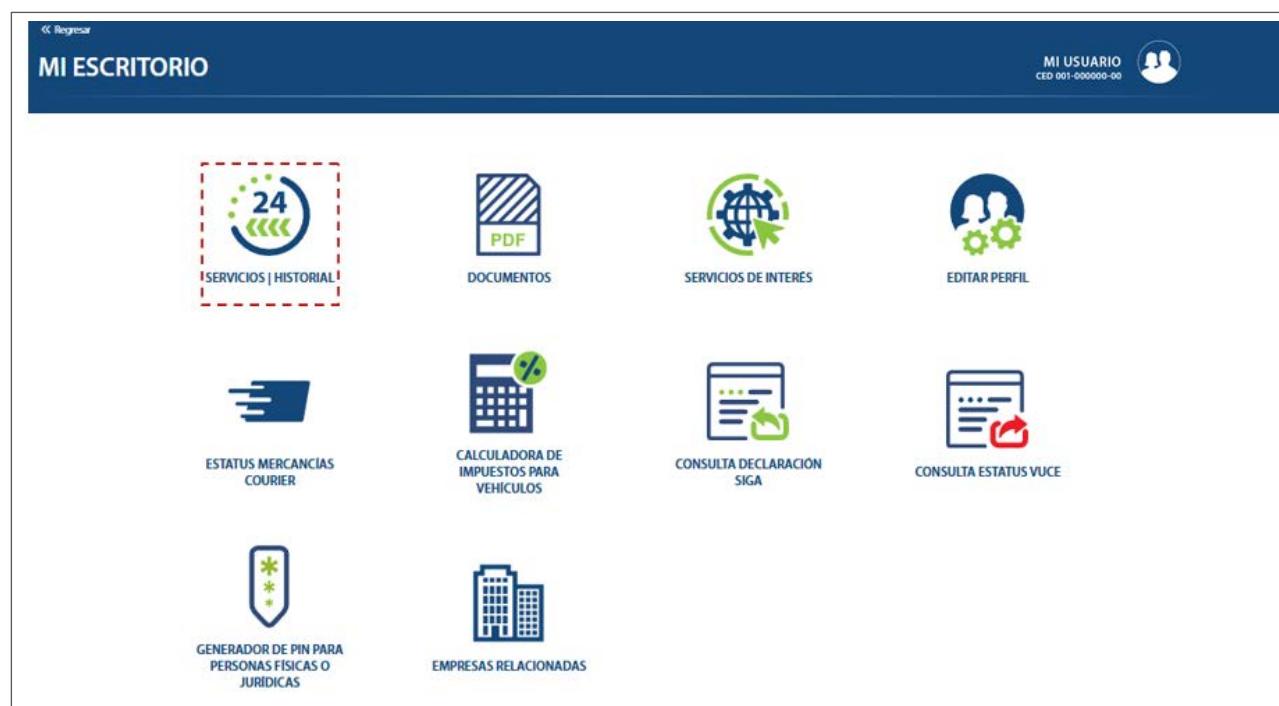 « Regresar
MI ESCRITORIO
MI USUARIO
CED 001-000000-00
24
SERVICIOS | HISTORIAL
PDF
DOCUMENTOS
SERVICIOS DE INTERÉS
EDITAR PERFIL
ESTATUS MERCANCÍAS
COURIER
%
CALCULADORA DE
IMPUESTOS PARA
VEHÍCULOS
CONSULTA DECLARACIÓN
SIGA
CONSULTA ESTATUS VUCE
GENERADOR DE PIN PARA
PERSONAS FÍSICAS O
JURÍDICAS
EMPRESAS RELACIONADAS